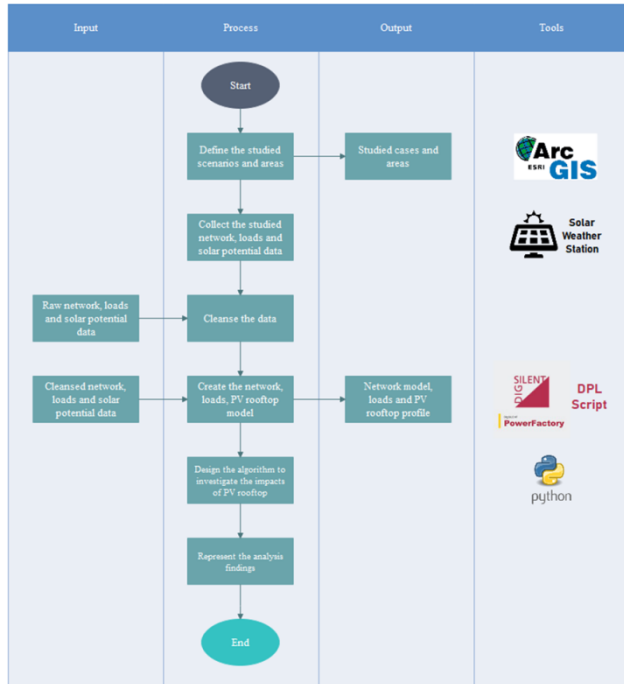 Input
Process
Output
Tools
Start
Define the studied
scenarios and areas
Studied cases and
areas
Arc
ESRI
GIS
Collect the studied
network, loads and
solar potential data
Solar
Weather
Station
Raw network, loads
and solar potential
data
Cleanse the data
Cleansed network,
loads and solar
potential data
Create the network,
loads, PV rooftop
model
Network model,
loads and PV
rooftop profile
DIGSILENT
PowerFactory
DPL
Script
Design the algorithm to
investigate the impacts
of PV rooftop
python
Represent the analysis
findings
End